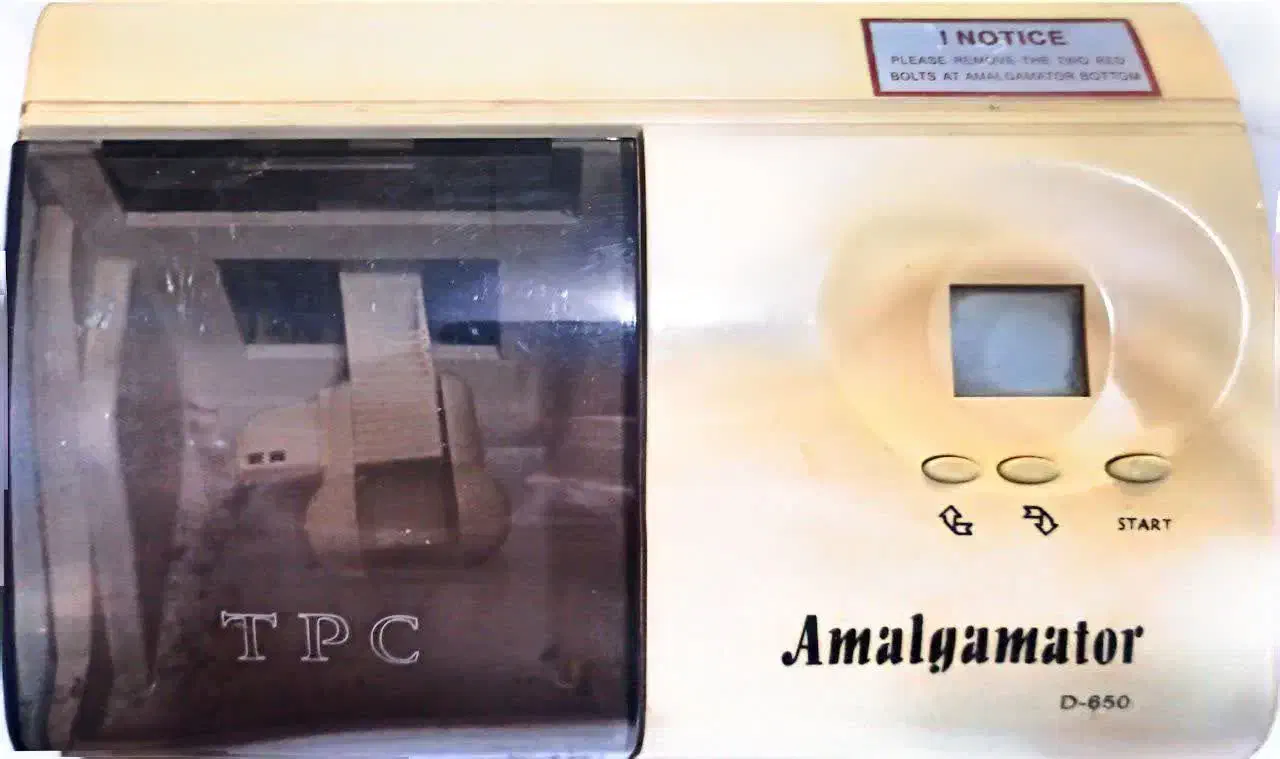 ! NOTICE
PLEASE REMOVE THE TWO RED
BOLTS AT AMALGAMATOR BOTTOM
START
TPC
Amalgamator
D-650